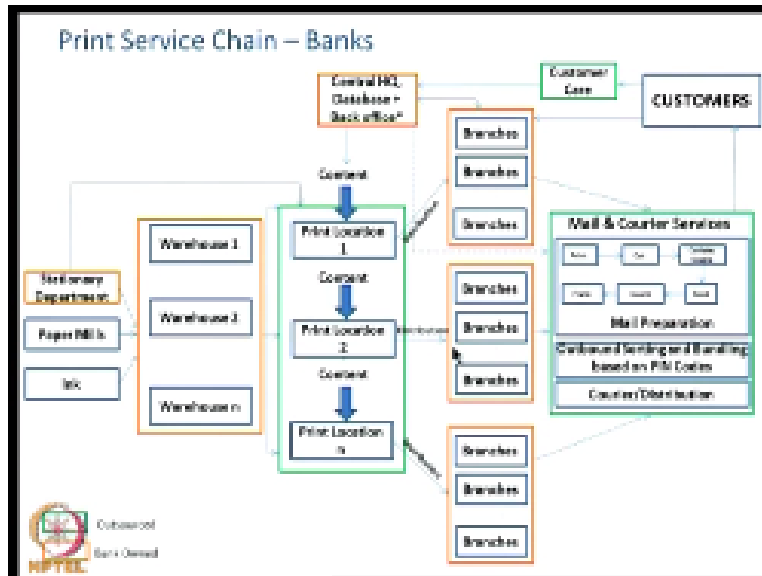 Print Service Chain – Banks
Central HO,
Database +
Back office*
Customer
Care
CUSTOMERS
Content
Branches
Branches
Branches
Print Location
1
Content
Print Location
2
Content
Print Location
n
Warehouse 1
Warehouse 2
Warehouse n
Stationary
Department
Paper Mills
Ink
Branches
Branches
Branches
Branches
Branches
Branches
Mail & Courier Services
Mail Preparation
Outbound Sorting and Bundling
based on PIN Codes
Courier/Distribution
Outsourced
Bank Owned
NPTEL